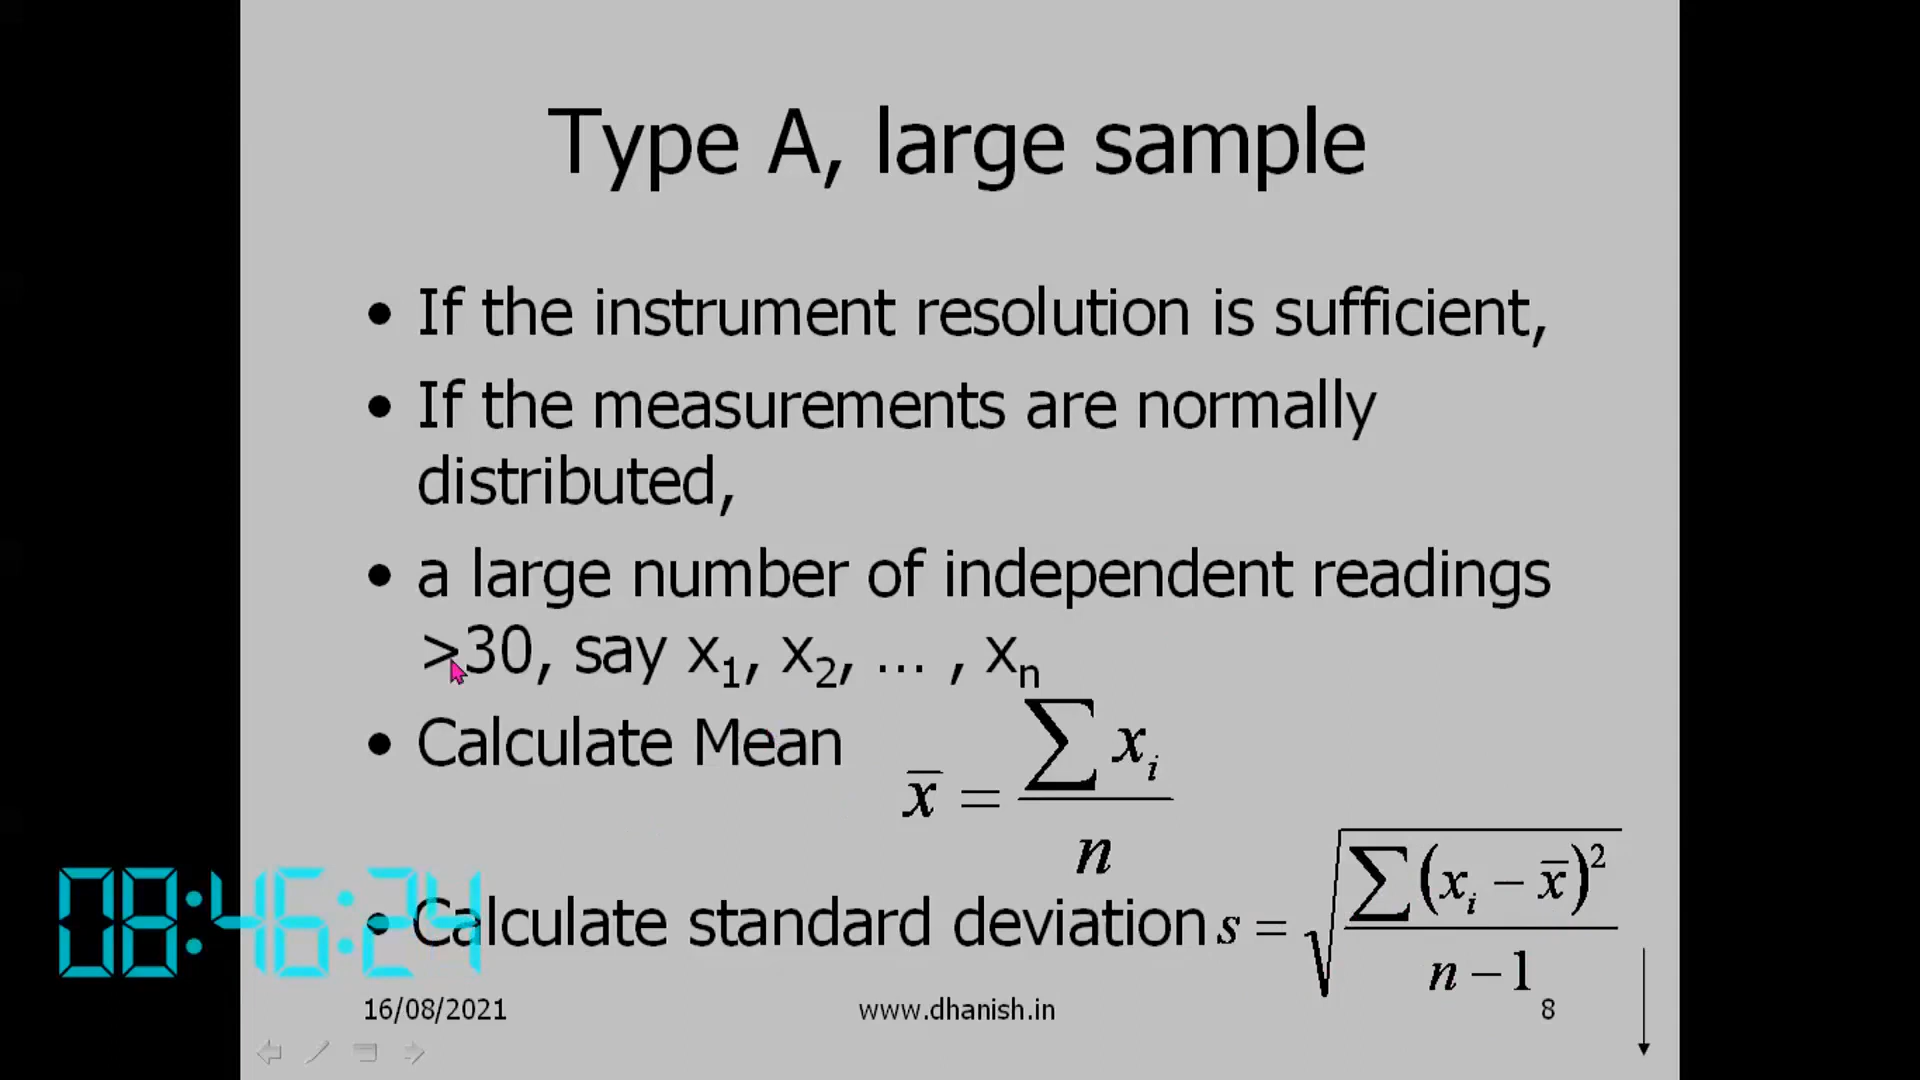 Type A, large sample
• If the instrument resolution is sufficient,
• If the measurements are normally
distributed,
• a large number of independent readings
>30, say x₁, x₂, ... , xₙ
• Calculate Mean x̄ = ∑xᵢ / n
• Calculate standard deviation s = √(∑(xᵢ − x̄)² / (n − 1))
08:46:24
16/08/2021 www.dhanish.in 8